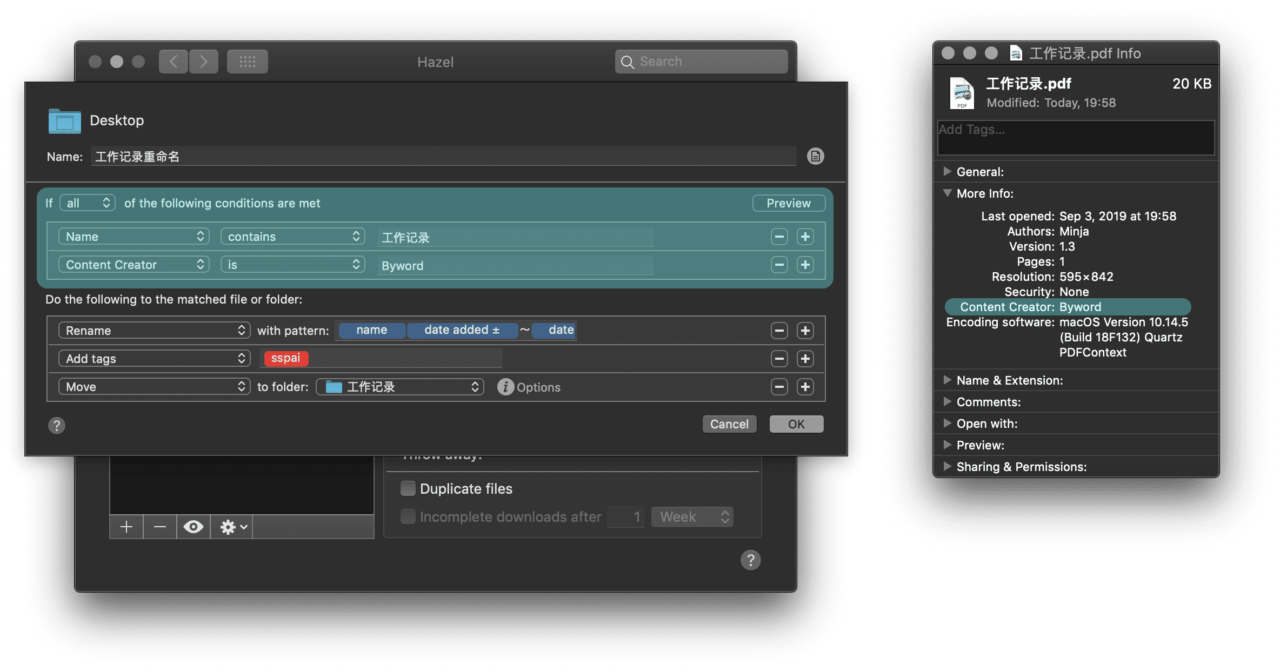 Hazel
Search
Desktop
Name: 工作记录重命名
If all of the following conditions are met Preview
Name contains 工作记录
Content Creator is Byword
Do the following to the matched file or folder:
Rename with pattern: name date added ± ~ date
Add tags sspai
Move to folder: 工作记录 i Options
? Cancel OK
Throw away:
Duplicate files
Incomplete downloads after 1 Week
?
工作记录.pdf Info
PDF
工作记录.pdf 20 KB
Modified: Today, 19:58
Add Tags...
General:
More Info:
Last opened: Sep 3, 2019 at 19:58
Authors: Minja
Version: 1.3
Pages: 1
Resolution: 595×842
Security: None
Content Creator: Byword
Encoding software: macOS Version 10.14.5
(Build 18F132) Quartz
PDFContext
Name & Extension:
Comments:
Open with:
Preview:
Sharing & Permissions: